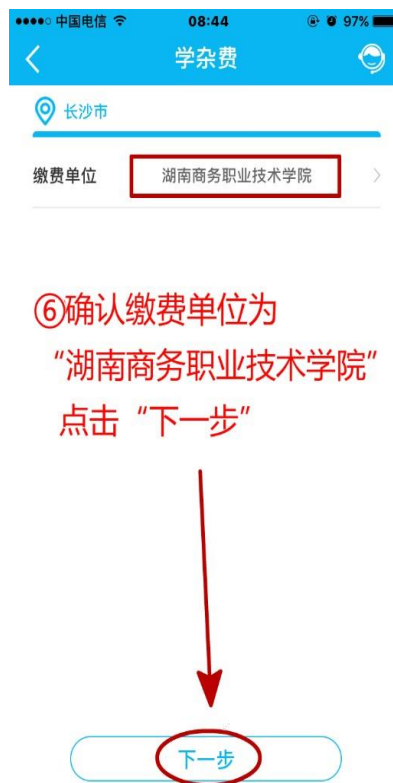 中国电信 08:44 97%
学杂费
长沙市
缴费单位 湖南商务职业技术学院
⑥确认缴费单位为
“湖南商务职业技术学院”
点击“下一步”
下一步